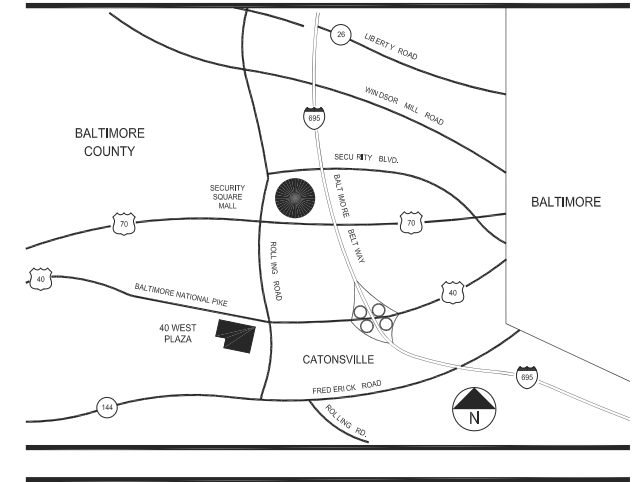 26
LIBERTY ROAD
WINDSOR MILL ROAD
695
BALTIMORE
COUNTY
SECURITY BLVD.
SECURITY
SQUARE
MALL
BALTIMORE
BELTWAY
BALTIMORE
70
70
ROLLING ROAD
40
BALTIMORE NATIONAL PIKE
40
40 WEST
PLAZA
CATONSVILLE
695
FREDERICK ROAD
144
ROLLING RD.
N